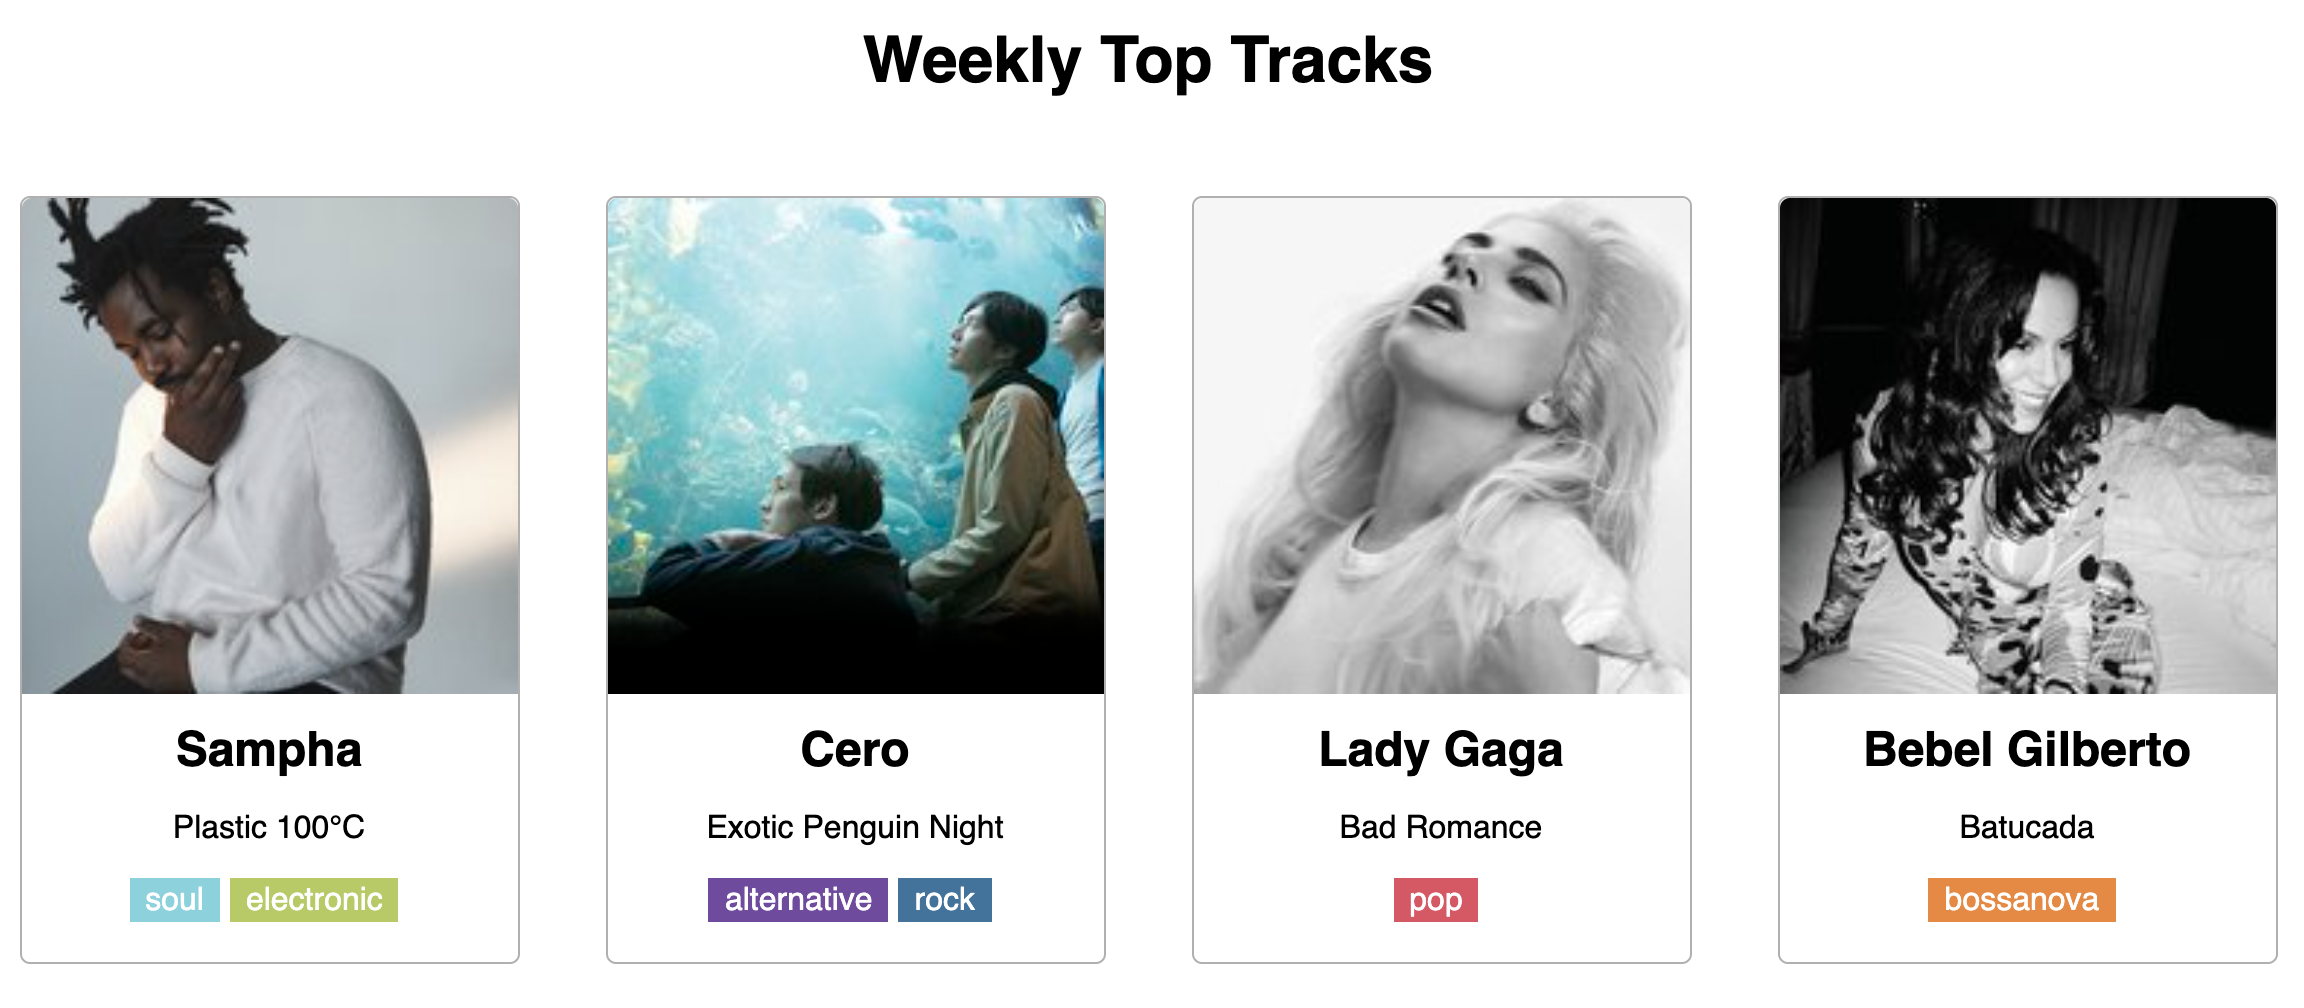 Weekly Top Tracks
Sampha
Plastic 100°C
soul electronic
Cero
Exotic Penguin Night
alternative rock
Lady Gaga
Bad Romance
pop
Bebel Gilberto
Batucada
bossanova